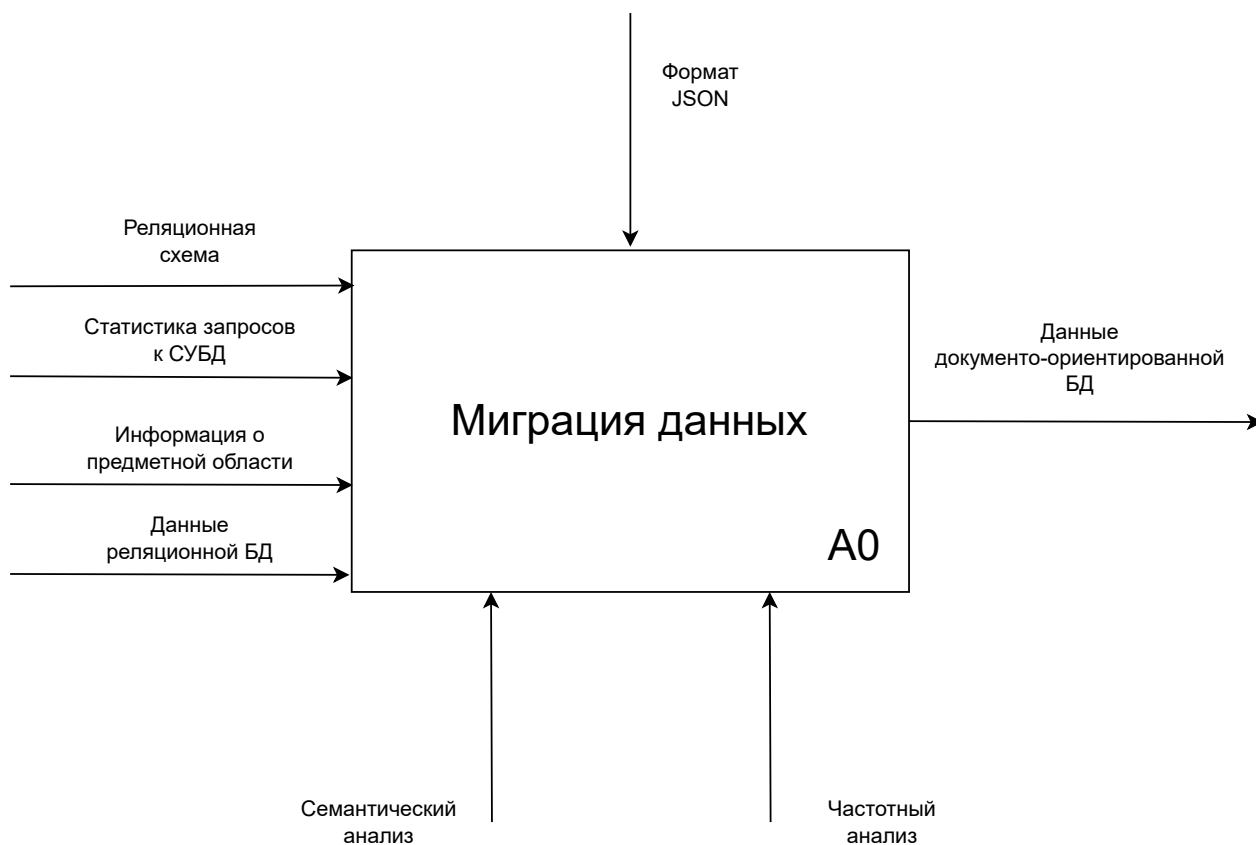 Формат
JSON
Реляционная
схема
Статистика запросов
к СУБД
Информация о
предметной области
Данные
реляционной БД
Миграция данных
A0
Данные
документо-ориентированной
БД
Семантический
анализ
Частотный
анализ